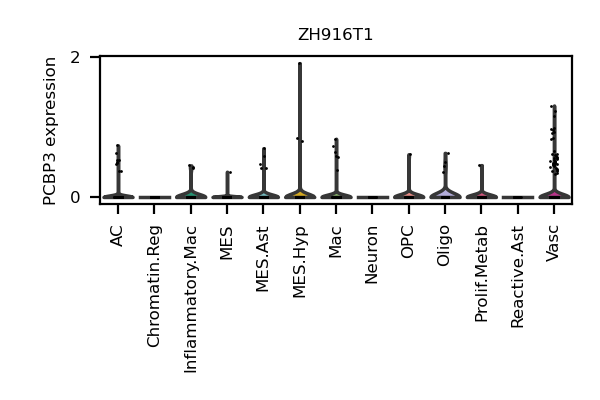 ZH916T1
PCBP3 expression
2
0
AC
Chromatin.Reg
Inflammatory.Mac
MES
MES.Ast
MES.Hyp
Mac
Neuron
OPC
Oligo
Prolif.Metab
Reactive.Ast
Vasc